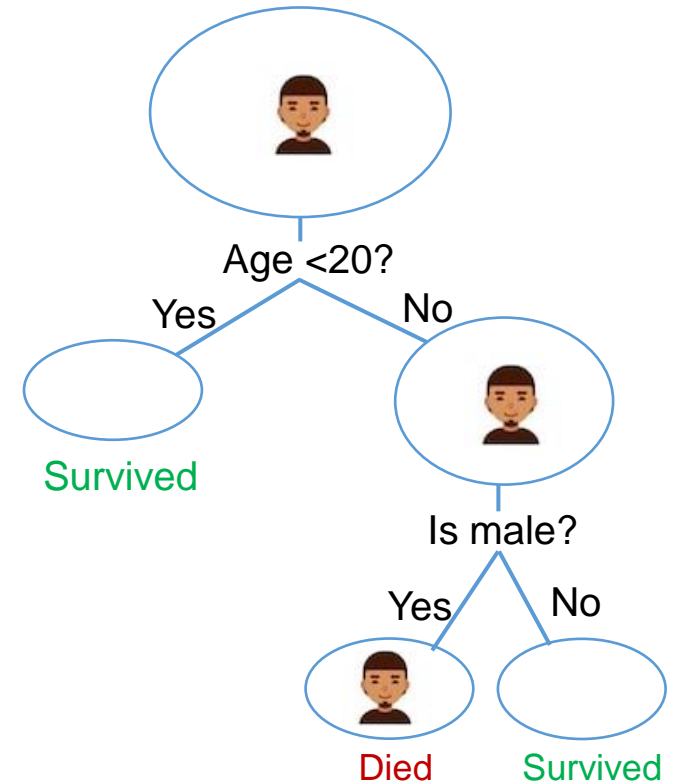 Age <20?
Yes
No
Survived
Is male?
Yes
No
Died
Survived